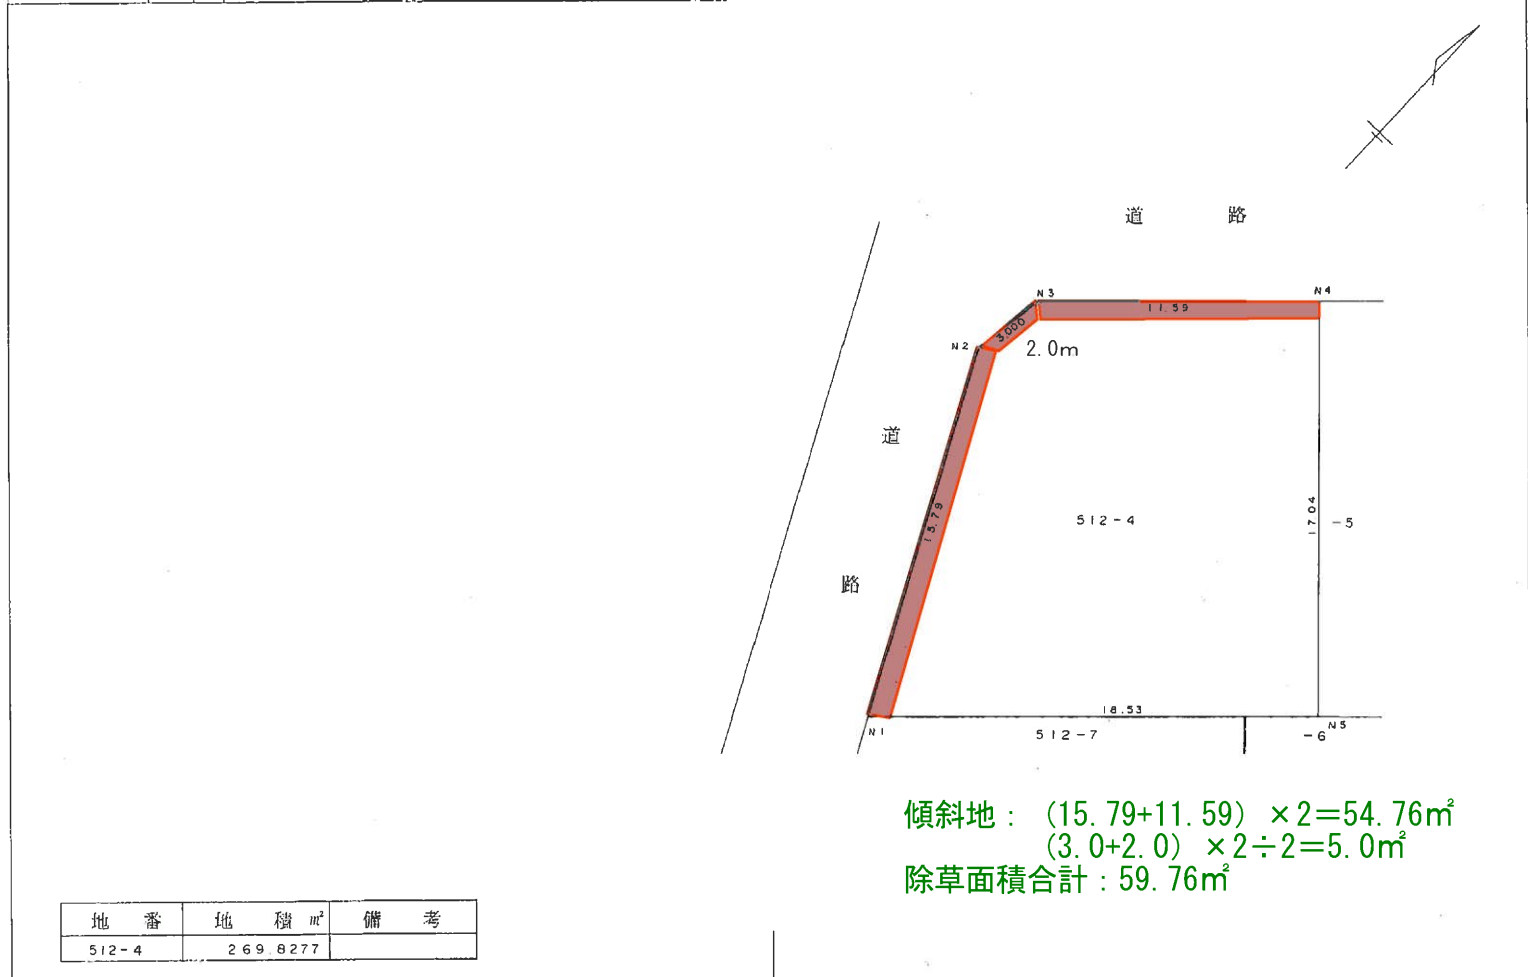 道 路
N3
N4
11.59
3.000
N2
2.0m
道
15.79
512-4
17.04
-5
路
18.53
N1
N5
512-7
-6
傾斜地： (15.79+11.59) ×2＝54.76㎡
(3.0+2.0) ×2÷2＝5.0㎡
除草面積合計：59.76㎡
地 番 地 積 ㎡ 備 考
512-4 269.8277